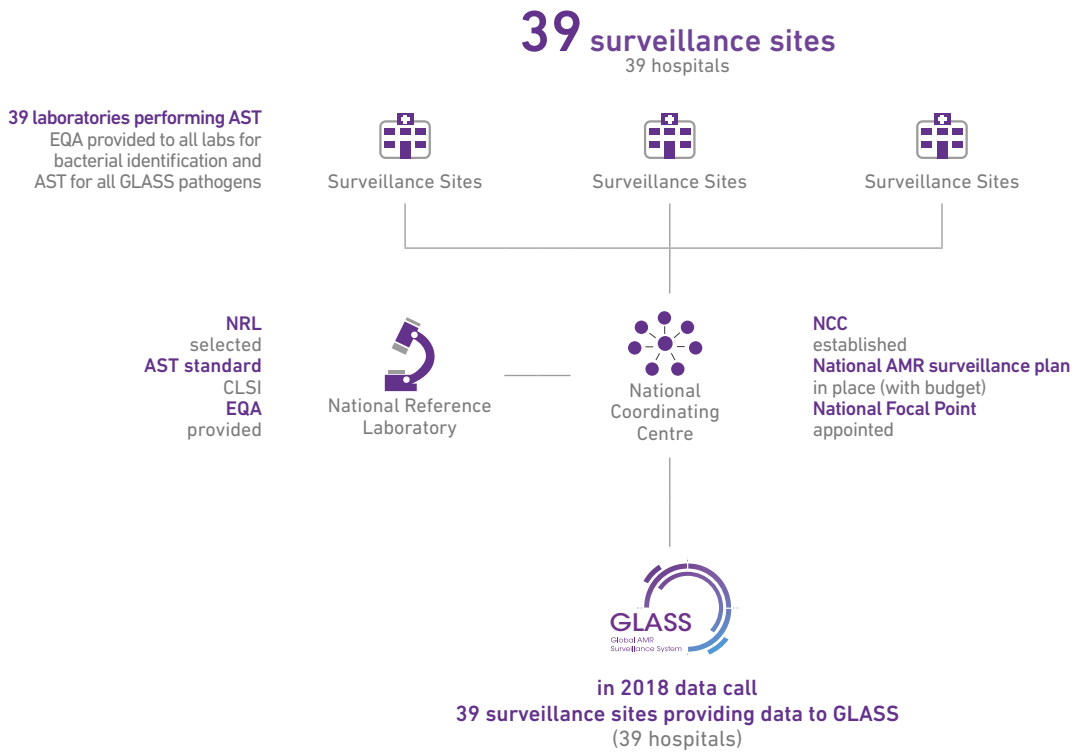 39 surveillance sites
39 hospitals
39 laboratories performing AST
EQA provided to all labs for
bacterial identification and
AST for all GLASS pathogens
Surveillance Sites
Surveillance Sites
Surveillance Sites
NRL
selected
AST standard
CLSI
EQA
provided
National Reference
Laboratory
National
Coordinating
Centre
NCC
established
National AMR surveillance plan
in place (with budget)
National Focal Point
appointed
GLASS
Global AMR
Surveillance System
in 2018 data call
39 surveillance sites providing data to GLASS
(39 hospitals)